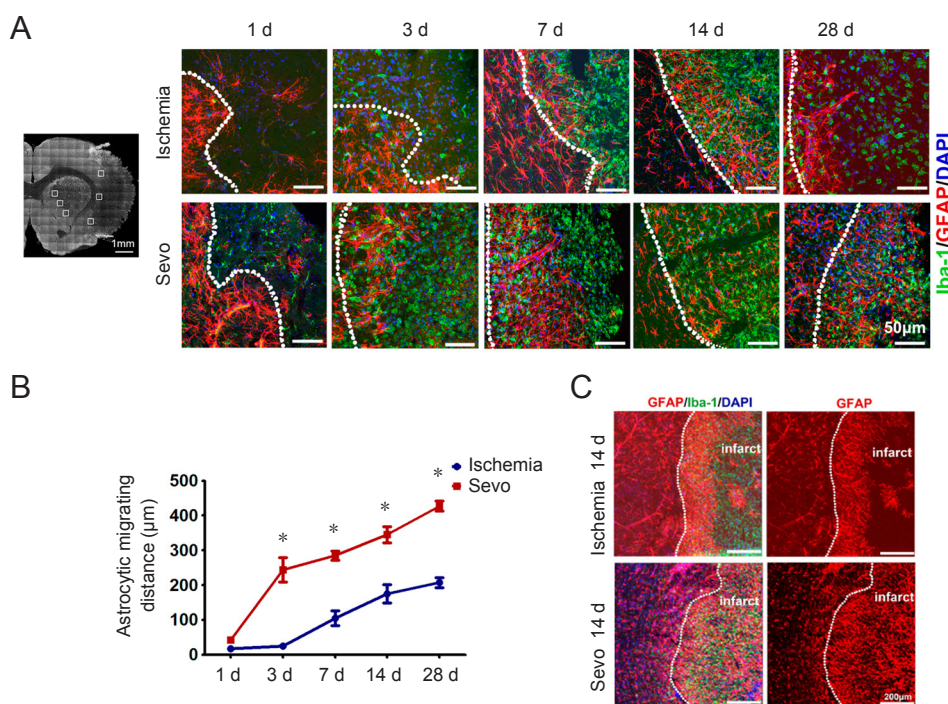 A
1 d 3 d 7 d 14 d 28 d
Ischemia
1mm
Sevo
50µm
Iba-1/GFAP/DAPI
B
Astrocytic migrating
distance (µm)
500
400
300
200
100
0
Ischemia
Sevo
* * * *
1 d 3 d 7 d 14 d 28 d
C
GFAP/Iba-1/DAPI GFAP
Ischemia 14 d
infarct infarct
Sevo 14 d
infarct infarct
200µm